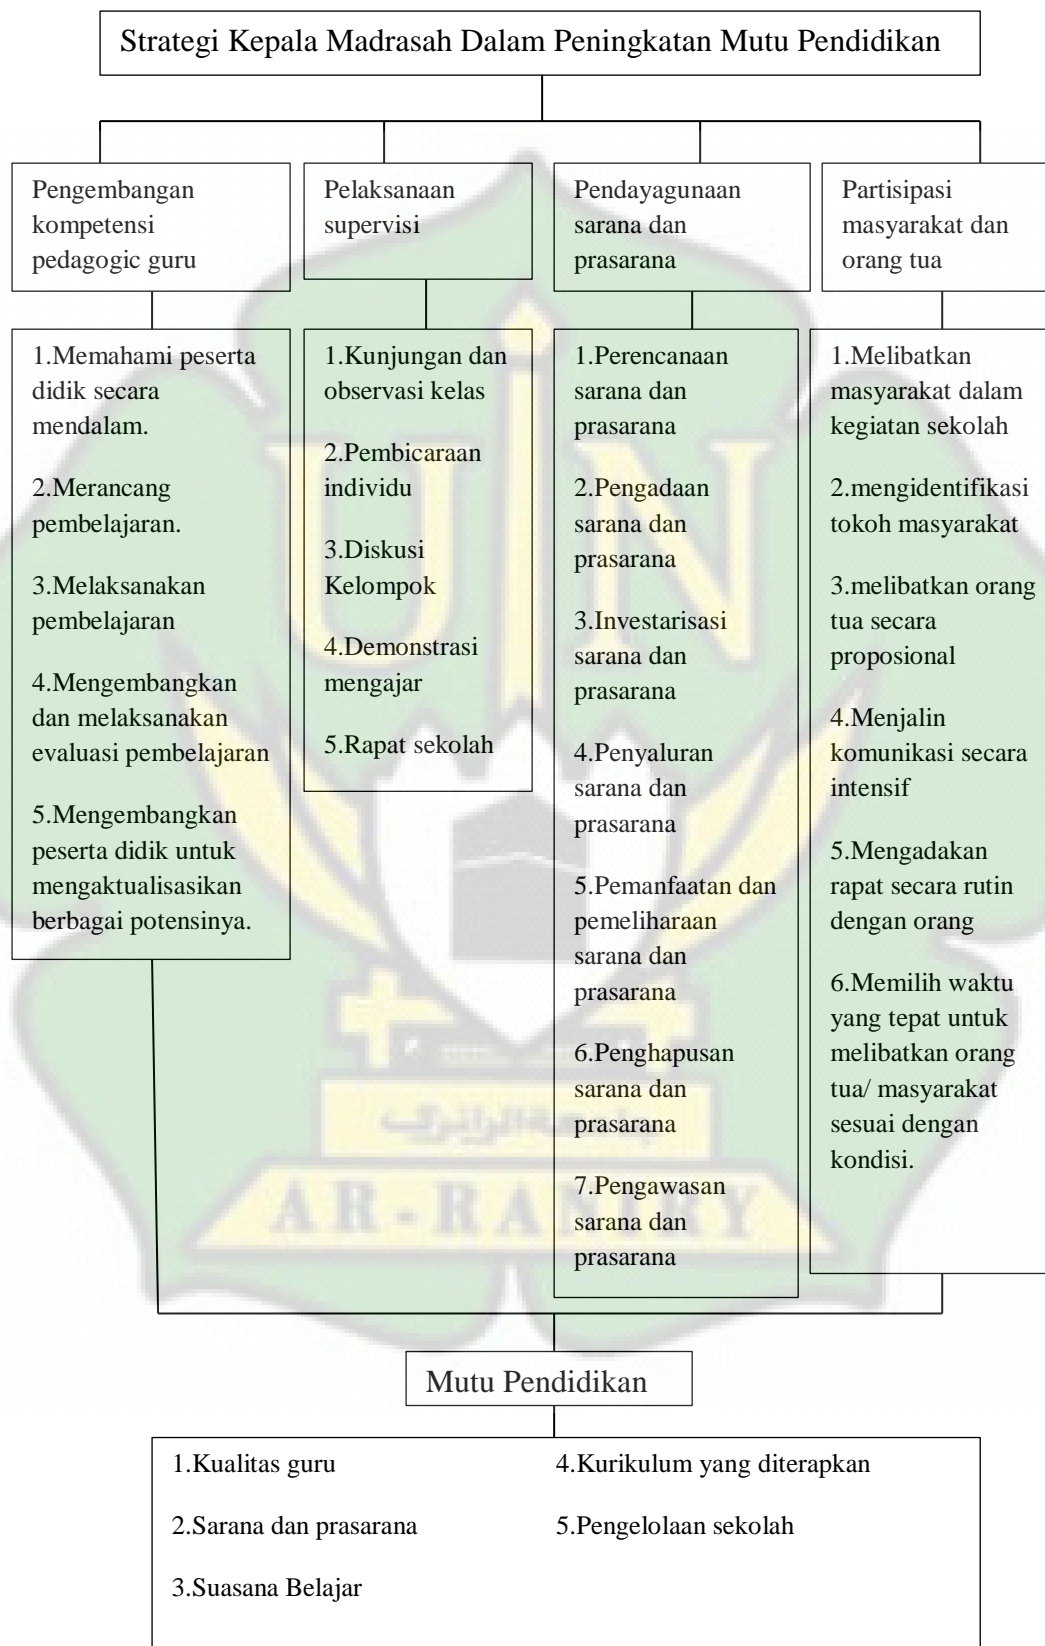 Strategi Kepala Madrasah Dalam Peningkatan Mutu Pendidikan
Pengembangan
kompetensi
pedagogic guru
Pelaksanaan
supervisi
Pendayagunaan
sarana dan
prasarana
Partisipasi
masyarakat dan
orang tua
1.Memahami peserta
didik secara
mendalam.
2.Merancang
pembelajaran.
3.Melaksanakan
pembelajaran
4.Mengembangkan
dan melaksanakan
evaluasi pembelajaran
5.Mengembangkan
peserta didik untuk
mengaktualisasikan
berbagai potensinya.
1.Kunjungan dan
observasi kelas
2.Pembicaraan
individu
3.Diskusi
Kelompok
4.Demonstrasi
mengajar
5.Rapat sekolah
1.Perencanaan
sarana dan
prasarana
2.Pengadaan
sarana dan
prasarana
3.Investarisasi
sarana dan
prasarana
4.Penyaluran
sarana dan
prasarana
5.Pemanfaatan dan
pemeliharaan
sarana dan
prasarana
6.Penghapusan
sarana dan
prasarana
7.Pengawasan
sarana dan
prasarana
1.Melibatkan
masyarakat dalam
kegiatan sekolah
2.mengidentifikasi
tokoh masyarakat
3.melibatkan orang
tua secara
proposional
4.Menjalin
komunikasi secara
intensif
5.Mengadakan
rapat secara rutin
dengan orang
6.Memilih waktu
yang tepat untuk
melibatkan orang
tua/ masyarakat
sesuai dengan
kondisi.
UIN
جامعة الرانري
AR-RANIRY
Mutu Pendidikan
1.Kualitas guru
2.Sarana dan prasarana
3.Suasana Belajar
4.Kurikulum yang diterapkan
5.Pengelolaan sekolah